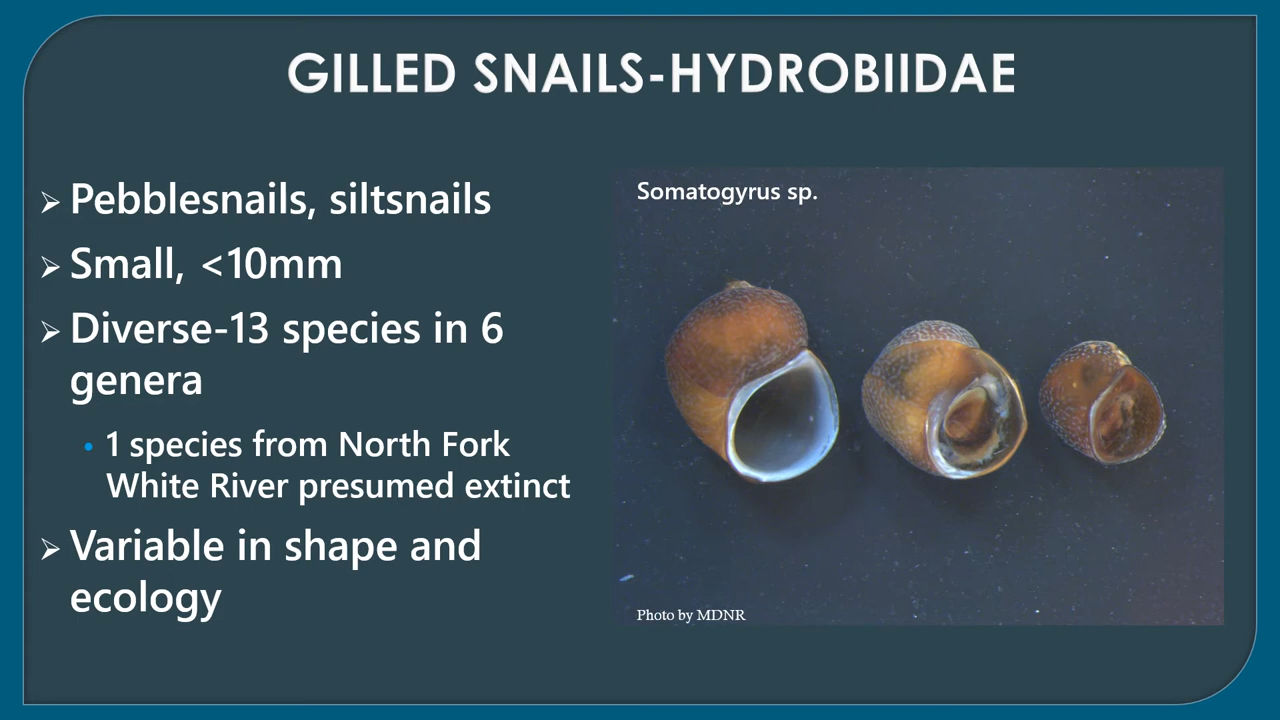 GILLED SNAILS-HYDROBIIDAE
Pebblesnails, siltsnails
Small, <10mm
Diverse-13 species in 6
genera
1 species from North Fork
White River presumed extinct
Variable in shape and
ecology
Somatogyrus sp.
Photo by MDNR